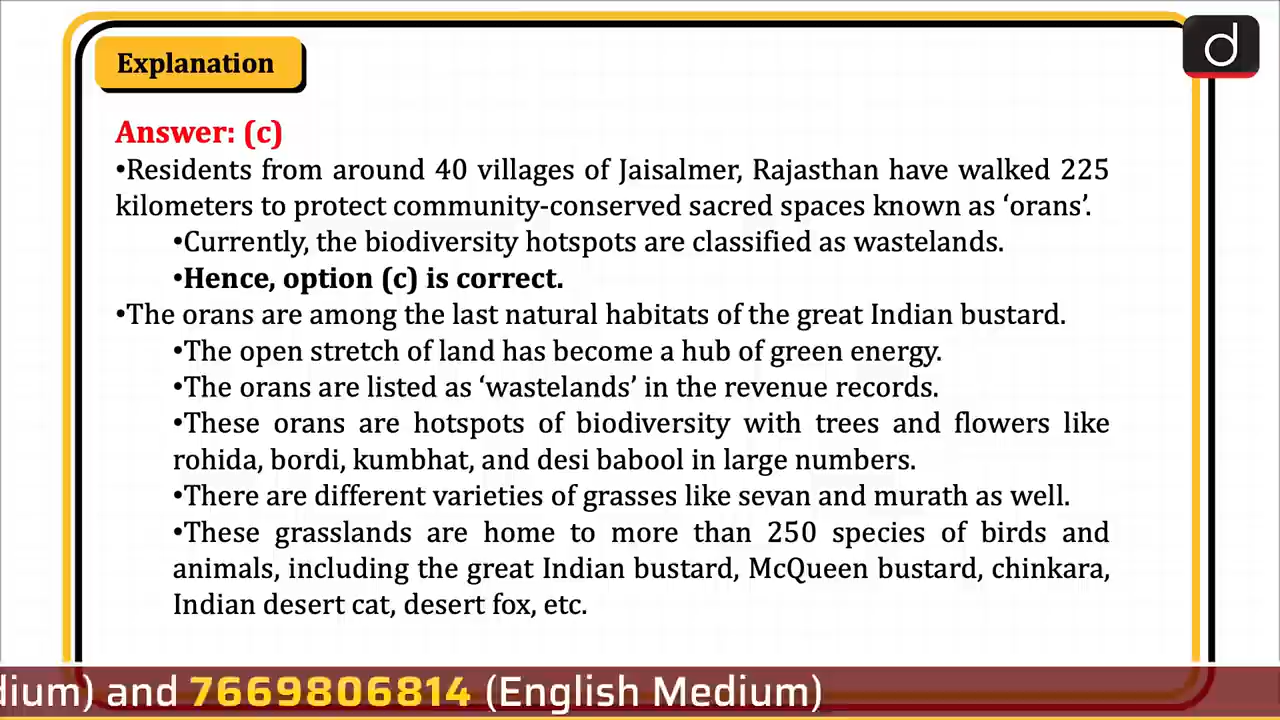 Explanation
d
Answer: (c)
•Residents from around 40 villages of Jaisalmer, Rajasthan have walked 225
kilometers to protect community-conserved sacred spaces known as ‘orans’.
•Currently, the biodiversity hotspots are classified as wastelands.
•Hence, option (c) is correct.
•The orans are among the last natural habitats of the great Indian bustard.
•The open stretch of land has become a hub of green energy.
•The orans are listed as ‘wastelands’ in the revenue records.
•These orans are hotspots of biodiversity with trees and flowers like
rohida, bordi, kumbhat, and desi babool in large numbers.
•There are different varieties of grasses like sevan and murath as well.
•These grasslands are home to more than 250 species of birds and
animals, including the great Indian bustard, McQueen bustard, chinkara,
Indian desert cat, desert fox, etc.
dium) and 7669806814 (English Medium)